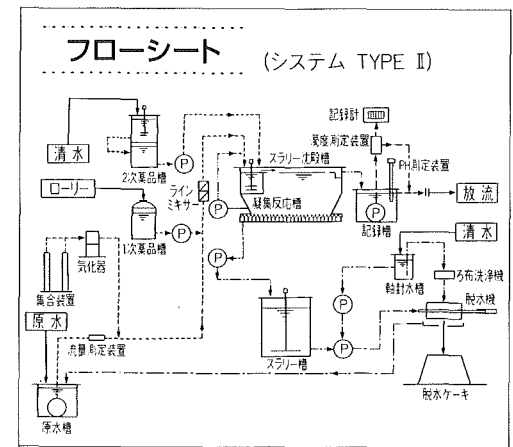 フローシート
(システム TYPE Ⅱ)
記録計
濁度測定装置
清水
2次薬品槽
P
スラリー沈殿槽
PH測定装置
ローリー
ライン
ミキサー
凝集反応槽
P
記録槽
放流
1次薬品槽
P
P
清水
気化器
P
軸封水槽
ろ布洗浄機
集合装置
脱水機
原水
P
流量測定装置
スラリー槽
P
原水槽
脱水ケーキ